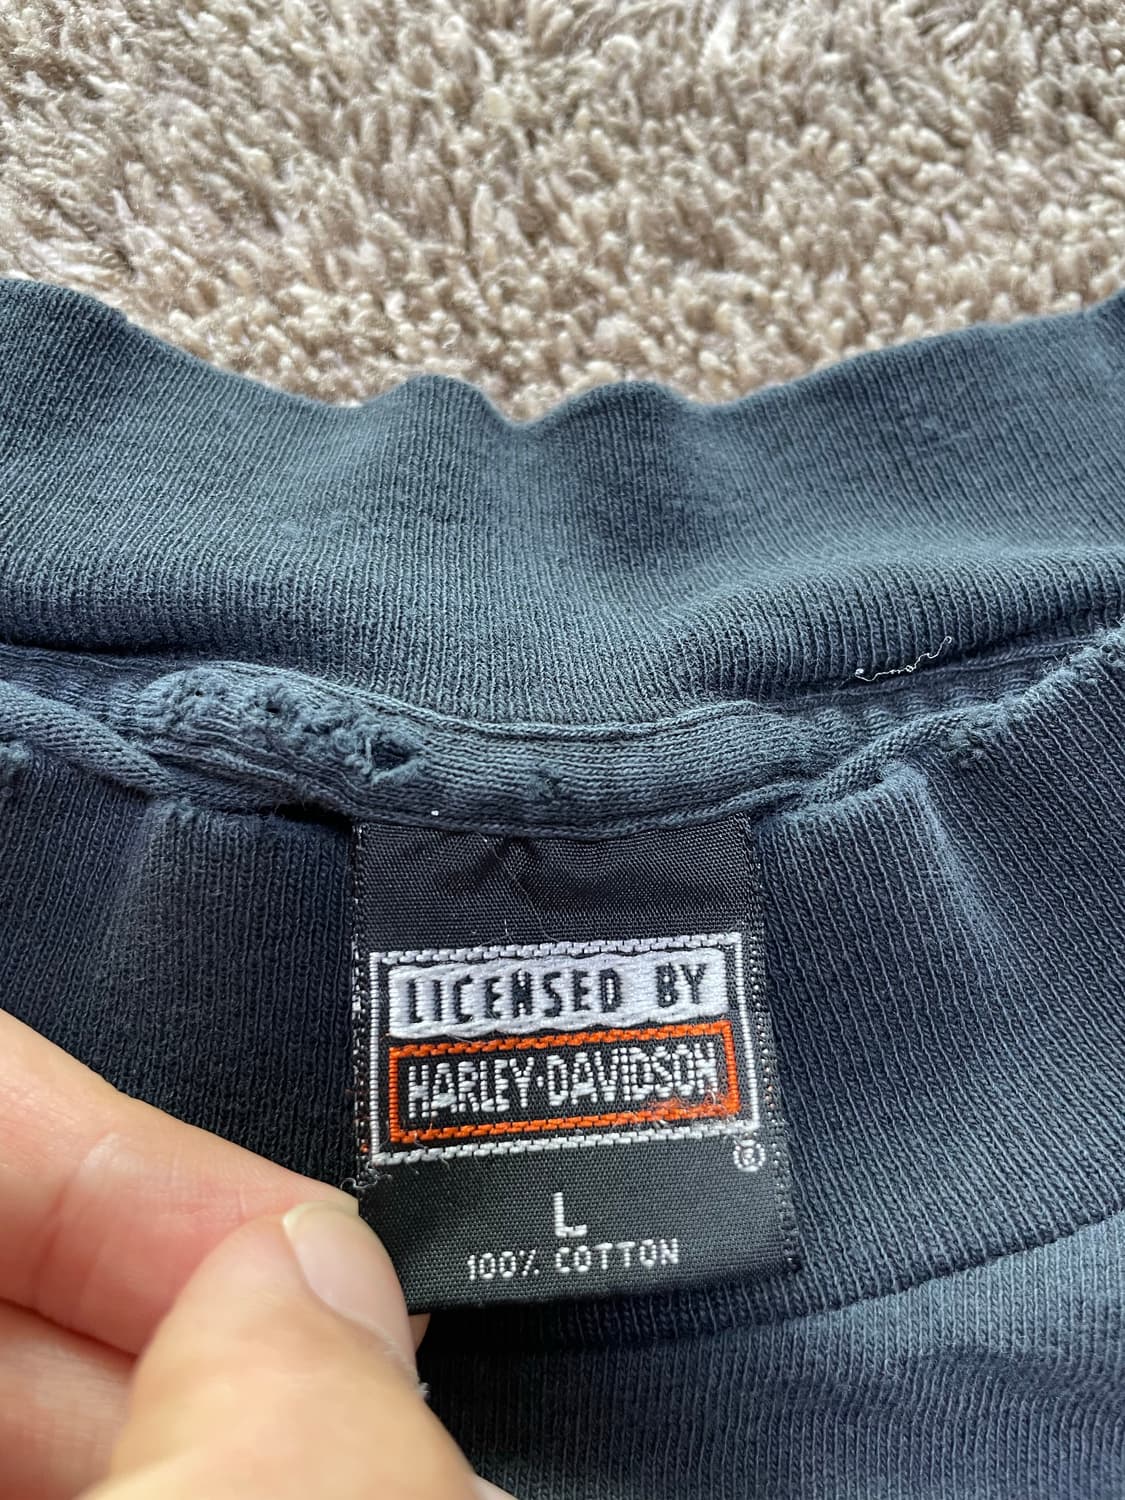 LICENSED BY
HARLEY-DAVIDSON
®
L
100% COTTON